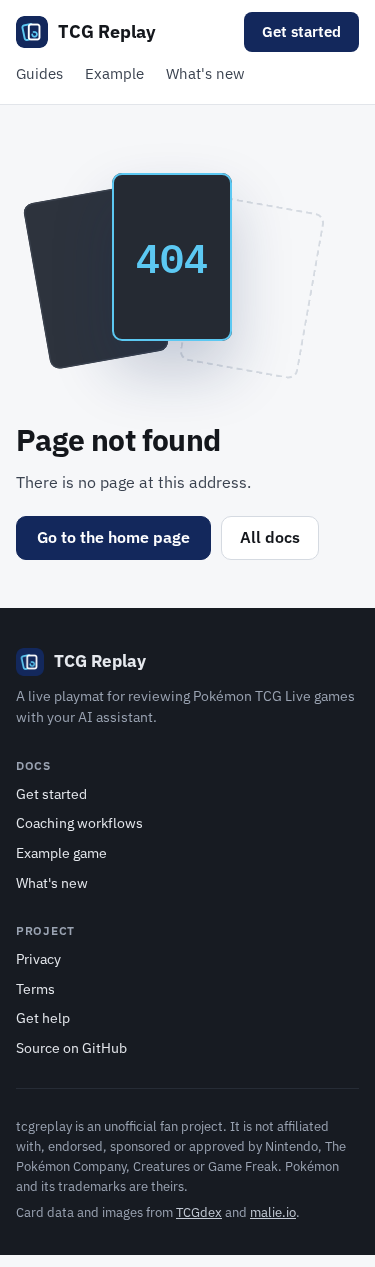 TCG Replay
Get started
Guides Example What's new
404
Page not found
There is no page at this address.
Go to the home page All docs
TCG Replay
A live playmat for reviewing Pokémon TCG Live games
with your AI assistant.
DOCS
Get started
Coaching workflows
Example game
What's new
PROJECT
Privacy
Terms
Get help
Source on GitHub
tcgreplay is an unofficial fan project. It is not affiliated
with, endorsed, sponsored or approved by Nintendo, The
Pokémon Company, Creatures or Game Freak. Pokémon
and its trademarks are theirs.
Card data and images from TCGdex and malie.io.